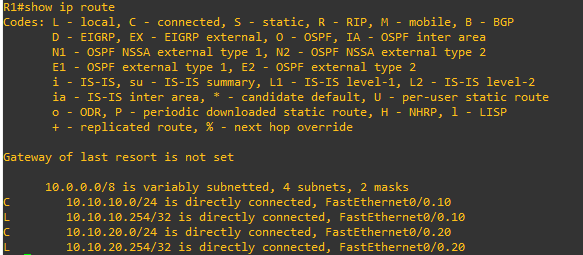 R1#show ip route
Codes: L - local, C - connected, S - static, R - RIP, M - mobile, B - BGP
       D - EIGRP, EX - EIGRP external, O - OSPF, IA - OSPF inter area
       N1 - OSPF NSSA external type 1, N2 - OSPF NSSA external type 2
       E1 - OSPF external type 1, E2 - OSPF external type 2
       i - IS-IS, su - IS-IS summary, L1 - IS-IS level-1, L2 - IS-IS level-2
       ia - IS-IS inter area, * - candidate default, U - per-user static route
       o - ODR, P - periodic downloaded static route, H - NHRP, l - LISP
       + - replicated route, % - next hop override
Gateway of last resort is not set
      10.0.0.0/8 is variably subnetted, 4 subnets, 2 masks
C        10.10.10.0/24 is directly connected, FastEthernet0/0.10
L        10.10.10.254/32 is directly connected, FastEthernet0/0.10
C        10.10.20.0/24 is directly connected, FastEthernet0/0.20
L        10.10.20.254/32 is directly connected, FastEthernet0/0.20